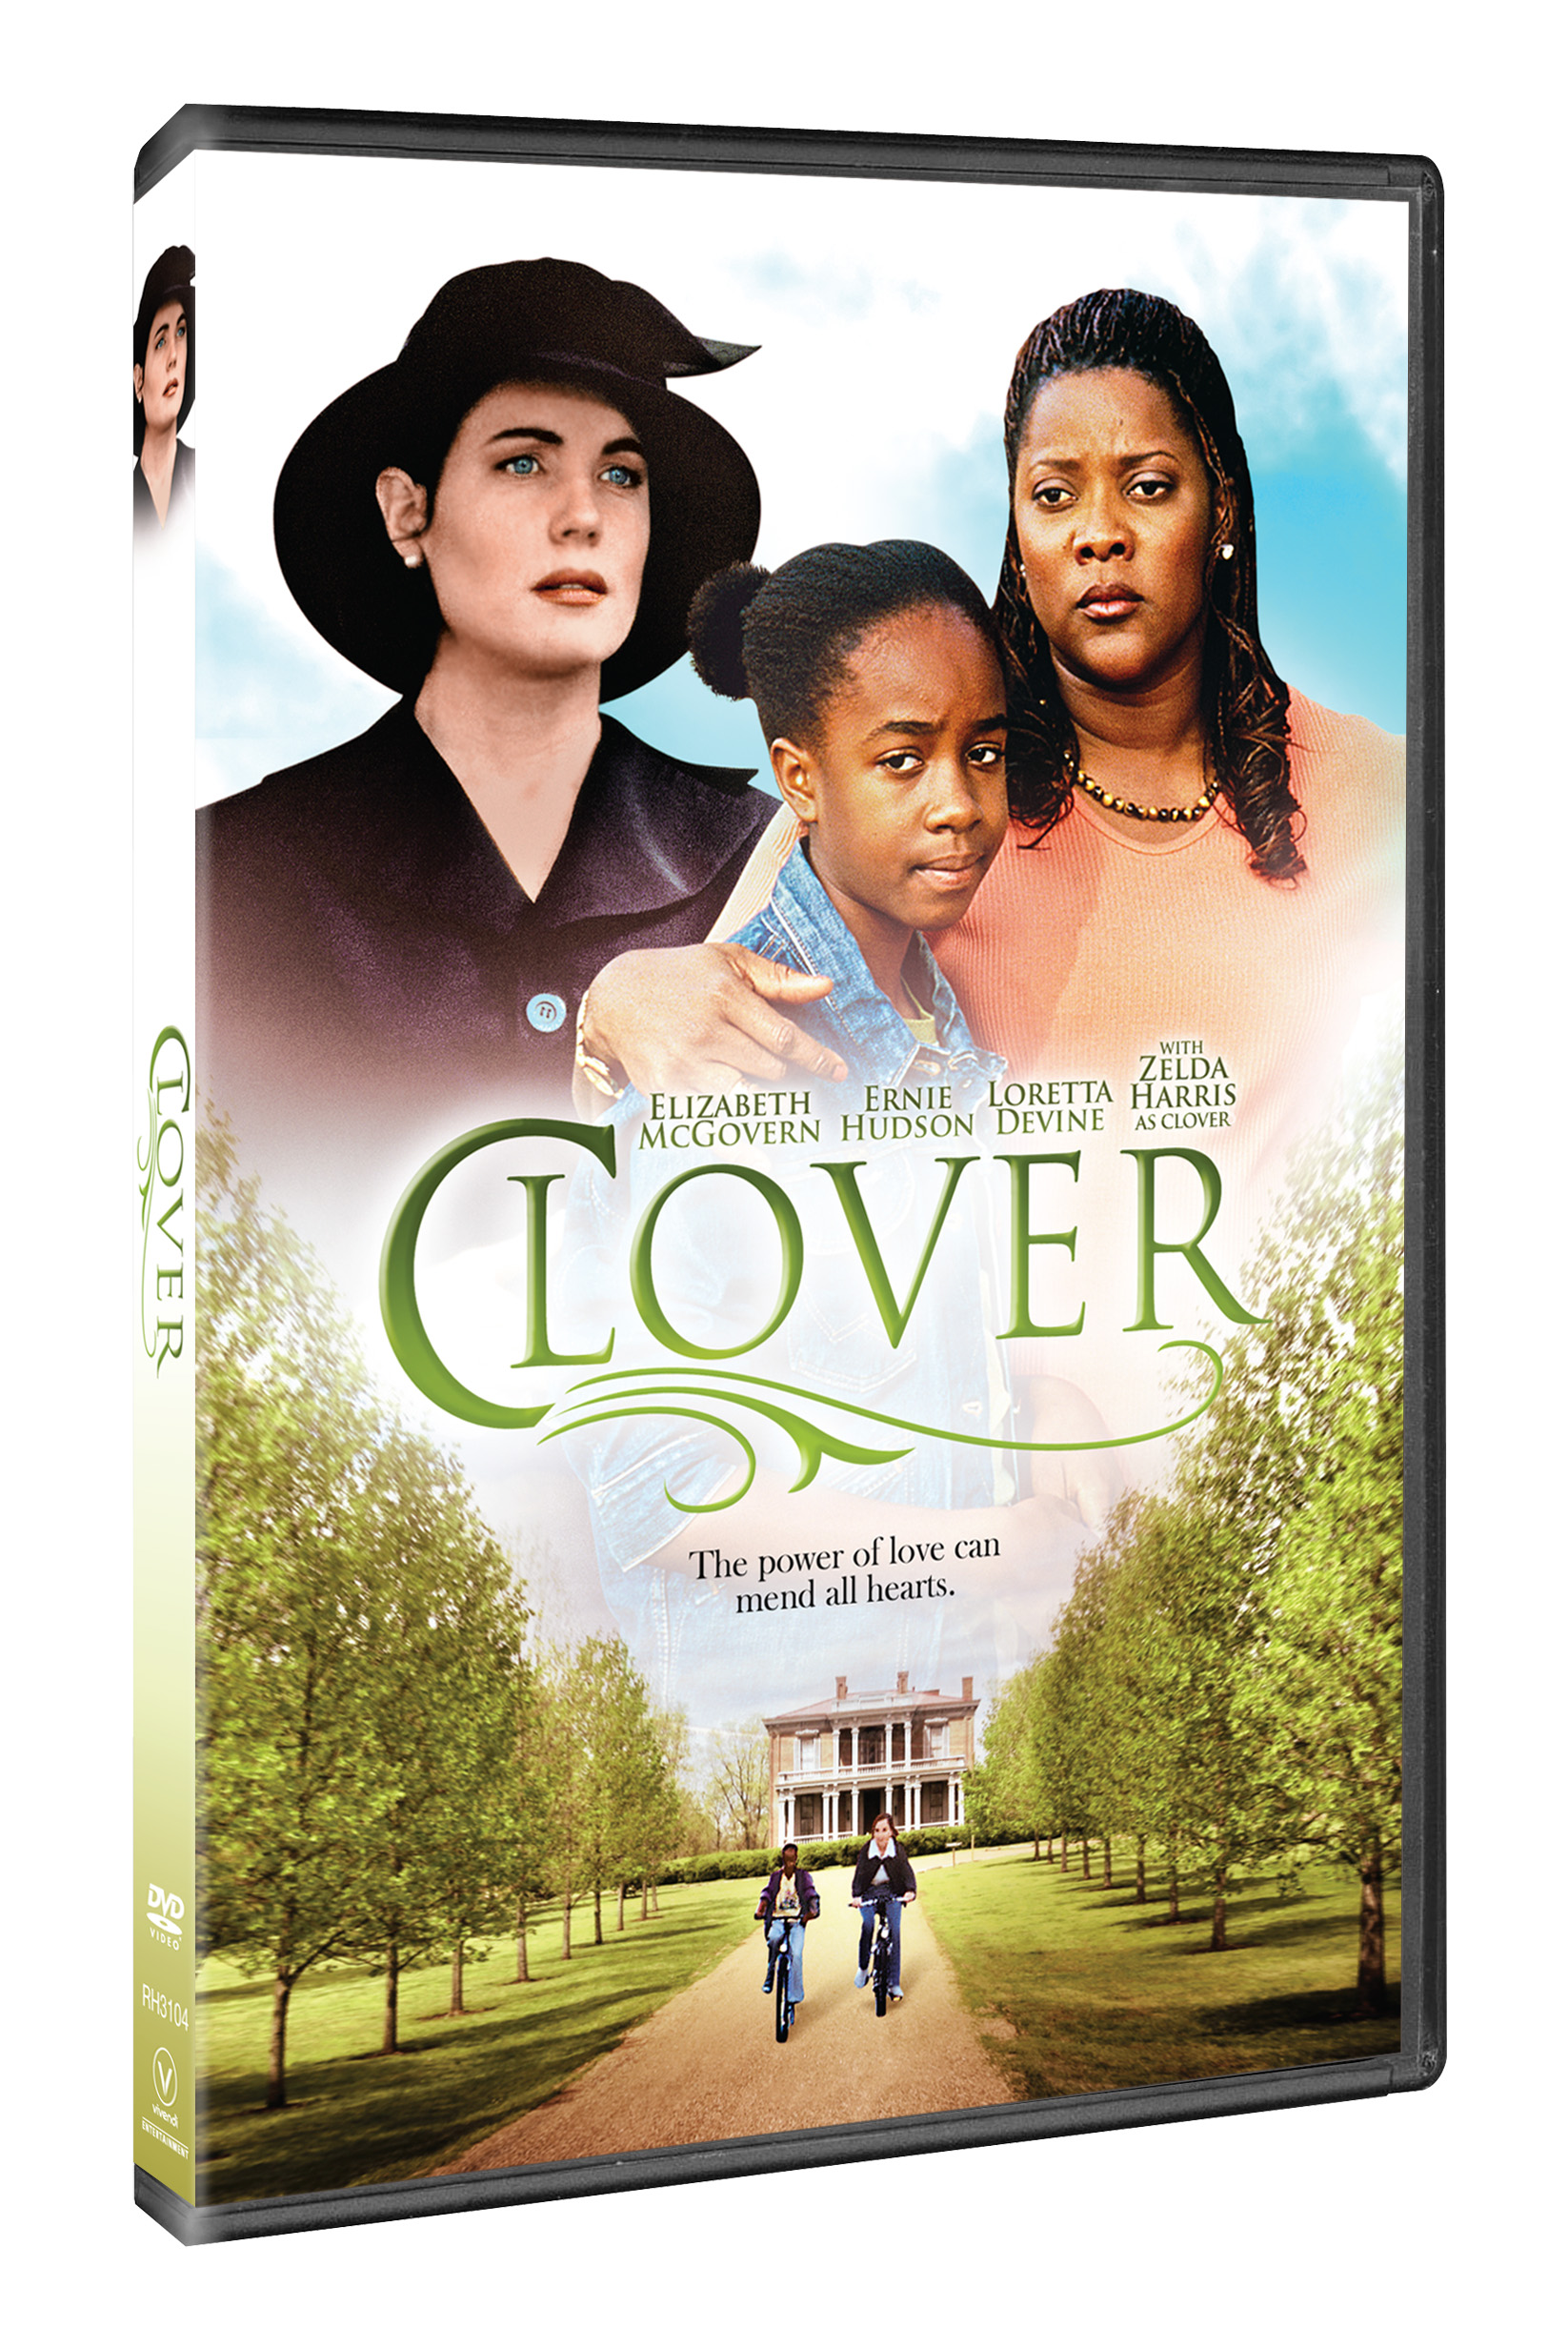 ELIZABETH
MCGOVERN
ERNIE
HUDSON
LORETTA
DEVINE
WITH
ZELDA
HARRIS
AS CLOVER
CLOVER
The power of love can
mend all hearts.
CLOVER
DVD
VIDEO
RH3104
V
vivendi
ENTERTAINMENT